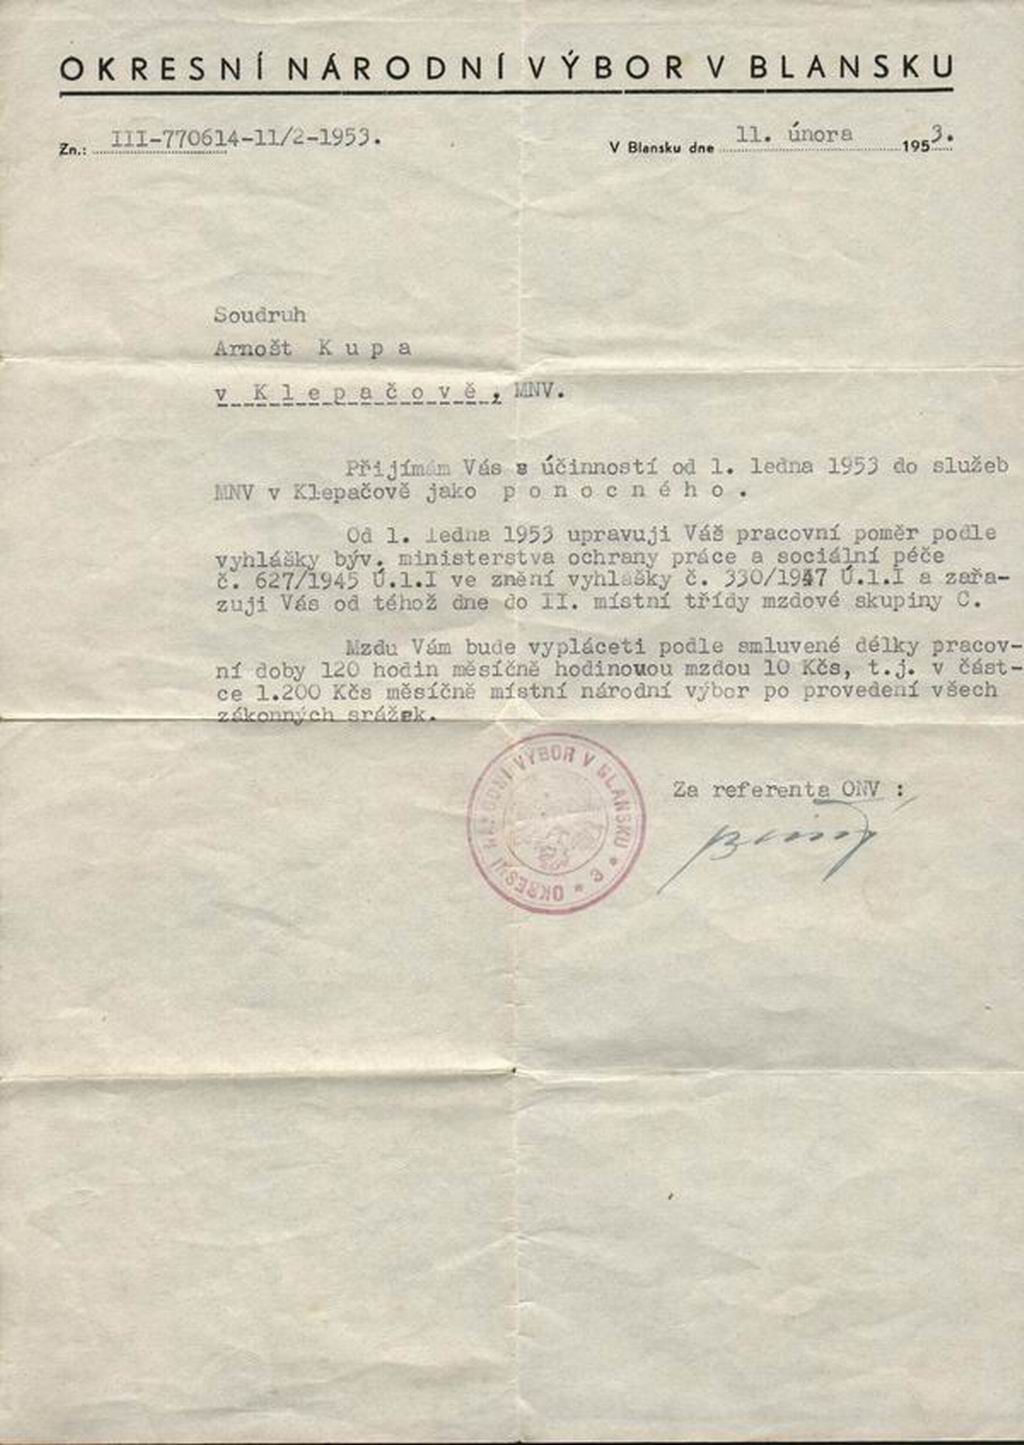 OKRESNÍ NÁRODNÍ VÝBOR V BLANSKU
Zn.: III-770614-11/2-1953.
V Blansku dne 11. února 1953.
Soudruh
Arnošt K u p a
v K l e p a č o v ě , MNV.
Přijímám Vás s účinností od 1. ledna 1953 do služeb
MNV v Klepačově jako p o n o c n é h o .
Od 1. ledna 1953 upravuji Váš pracovní poměr podle
vyhlášky býv. ministerstva ochrany práce a sociální péče
č. 627/1945 Ú.l.I ve znění vyhlášky č. 330/1947 Ú.l.I a zařa-
zuji Vás od téhož dne do II. místní třídy mzdové skupiny C.
Mzdu Vám bude vypláceti podle smluvené délky pracov-
ní doby 120 hodin měsíčně hodinovou mzdou 10 Kčs, t.j. v část-
ce 1.200 Kčs měsíčně místní národní výbor po provedení všech
zákonných srážek.
OKRESNÍ NÁRODNÍ VÝBOR V BLANSKU
Za referenta ONV :